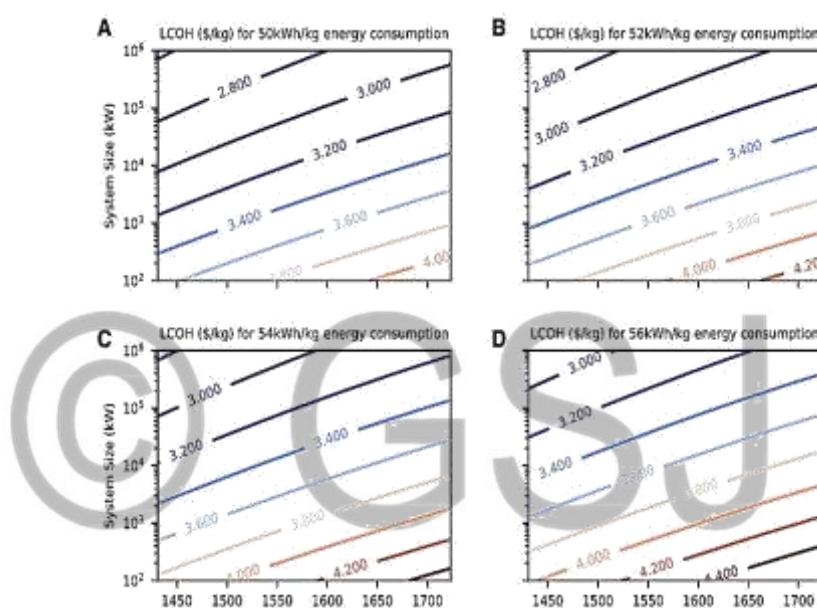 A
LCOH ($/kg) for 50kWh/kg energy consumption
System Size (kW)
10⁶
10⁵
10⁴
10³
10²
2.800
3.000
3.200
3.400
3.600
B
LCOH ($/kg) for 52kWh/kg energy consumption
2.800
3.000
3.200
3.400
3.600
3.800
4.000
C
LCOH ($/kg) for 54kWh/kg energy consumption
System Size (kW)
10⁶
10⁵
10⁴
10³
10²
3.000
3.200
3.400
3.600
3.800
4.200
1450 1500 1550 1600 1650 1700
D
LCOH ($/kg) for 56kWh/kg energy consumption
3.000
3.200
3.400
3.800
4.000
4.200
4.400
1450 1500 1550 1600 1650 1700
© GSJ